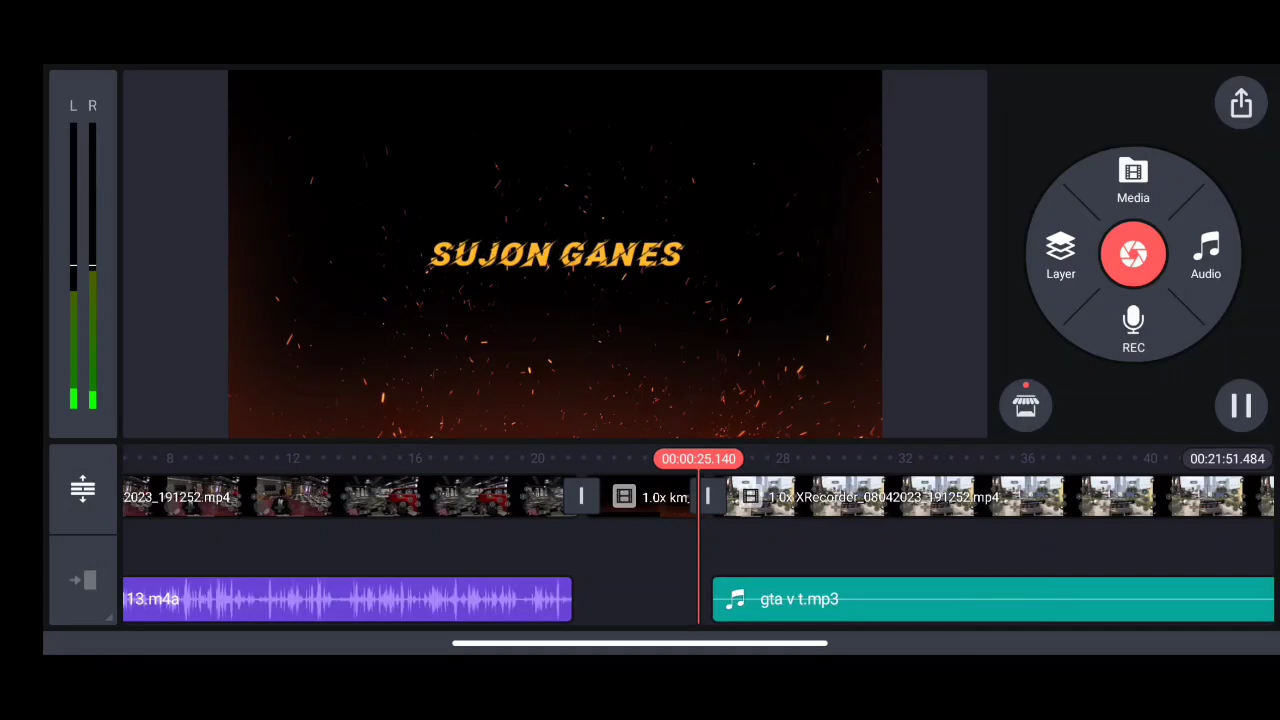 L R
SUJON GANES
Media
Layer
Audio
REC
8 12 16 20 00:00:25.140 28 32 36 40 00:21:51.484
2023_191252.mp4 1.0x km_ 1.0x XRecorder_08042023_191252.mp4
13.m4a gta v t.mp3